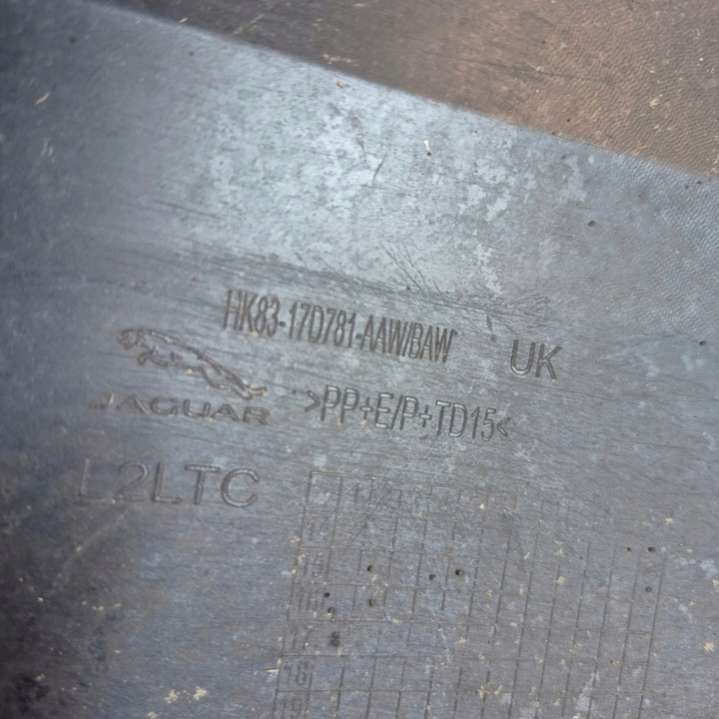 HK83-17D781-AAW/BAW
UK
JAGUAR
>PP+E/P+TD15<
L2LTC